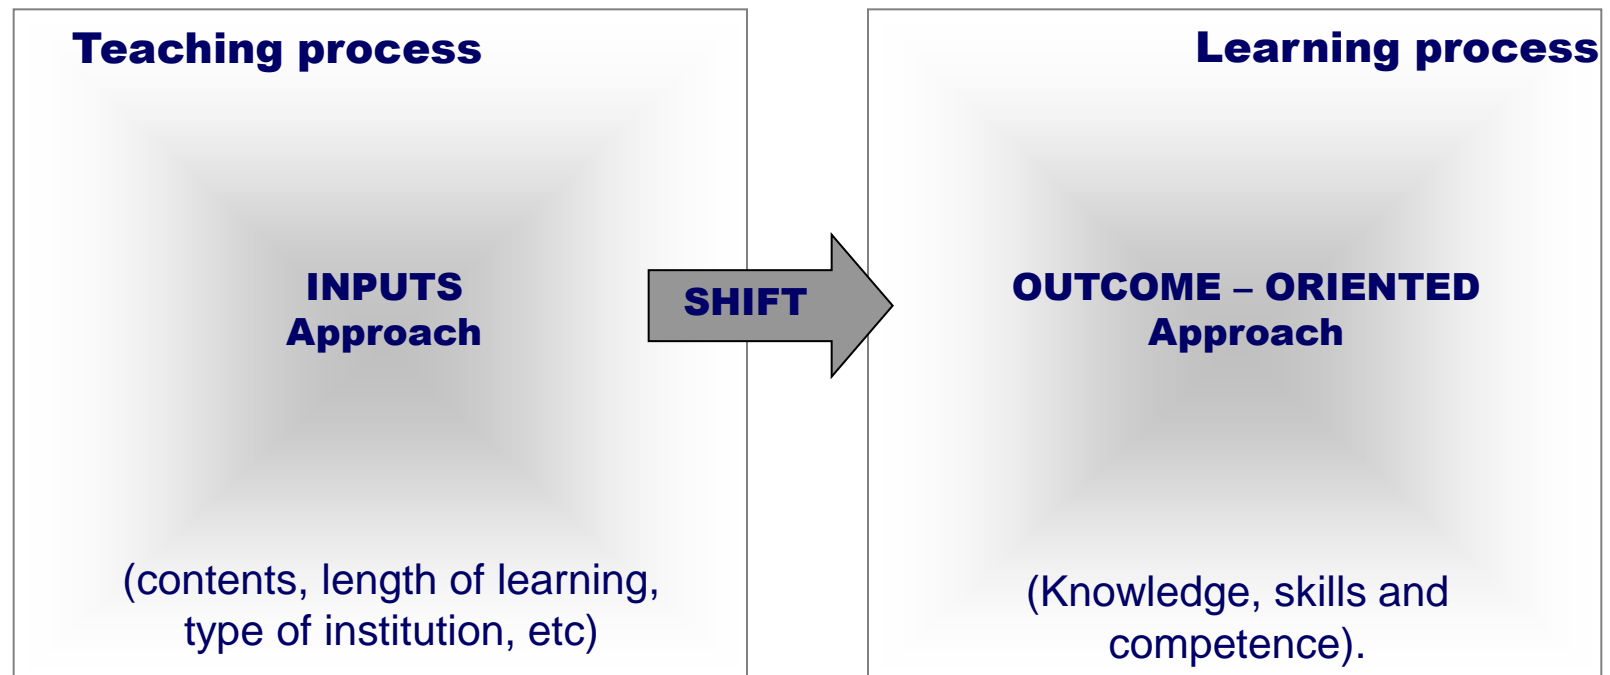 Teaching process
INPUTS
Approach
(contents, length of learning,
type of institution, etc)
SHIFT
Learning process
OUTCOME – ORIENTED
Approach
(Knowledge, skills and
competence).